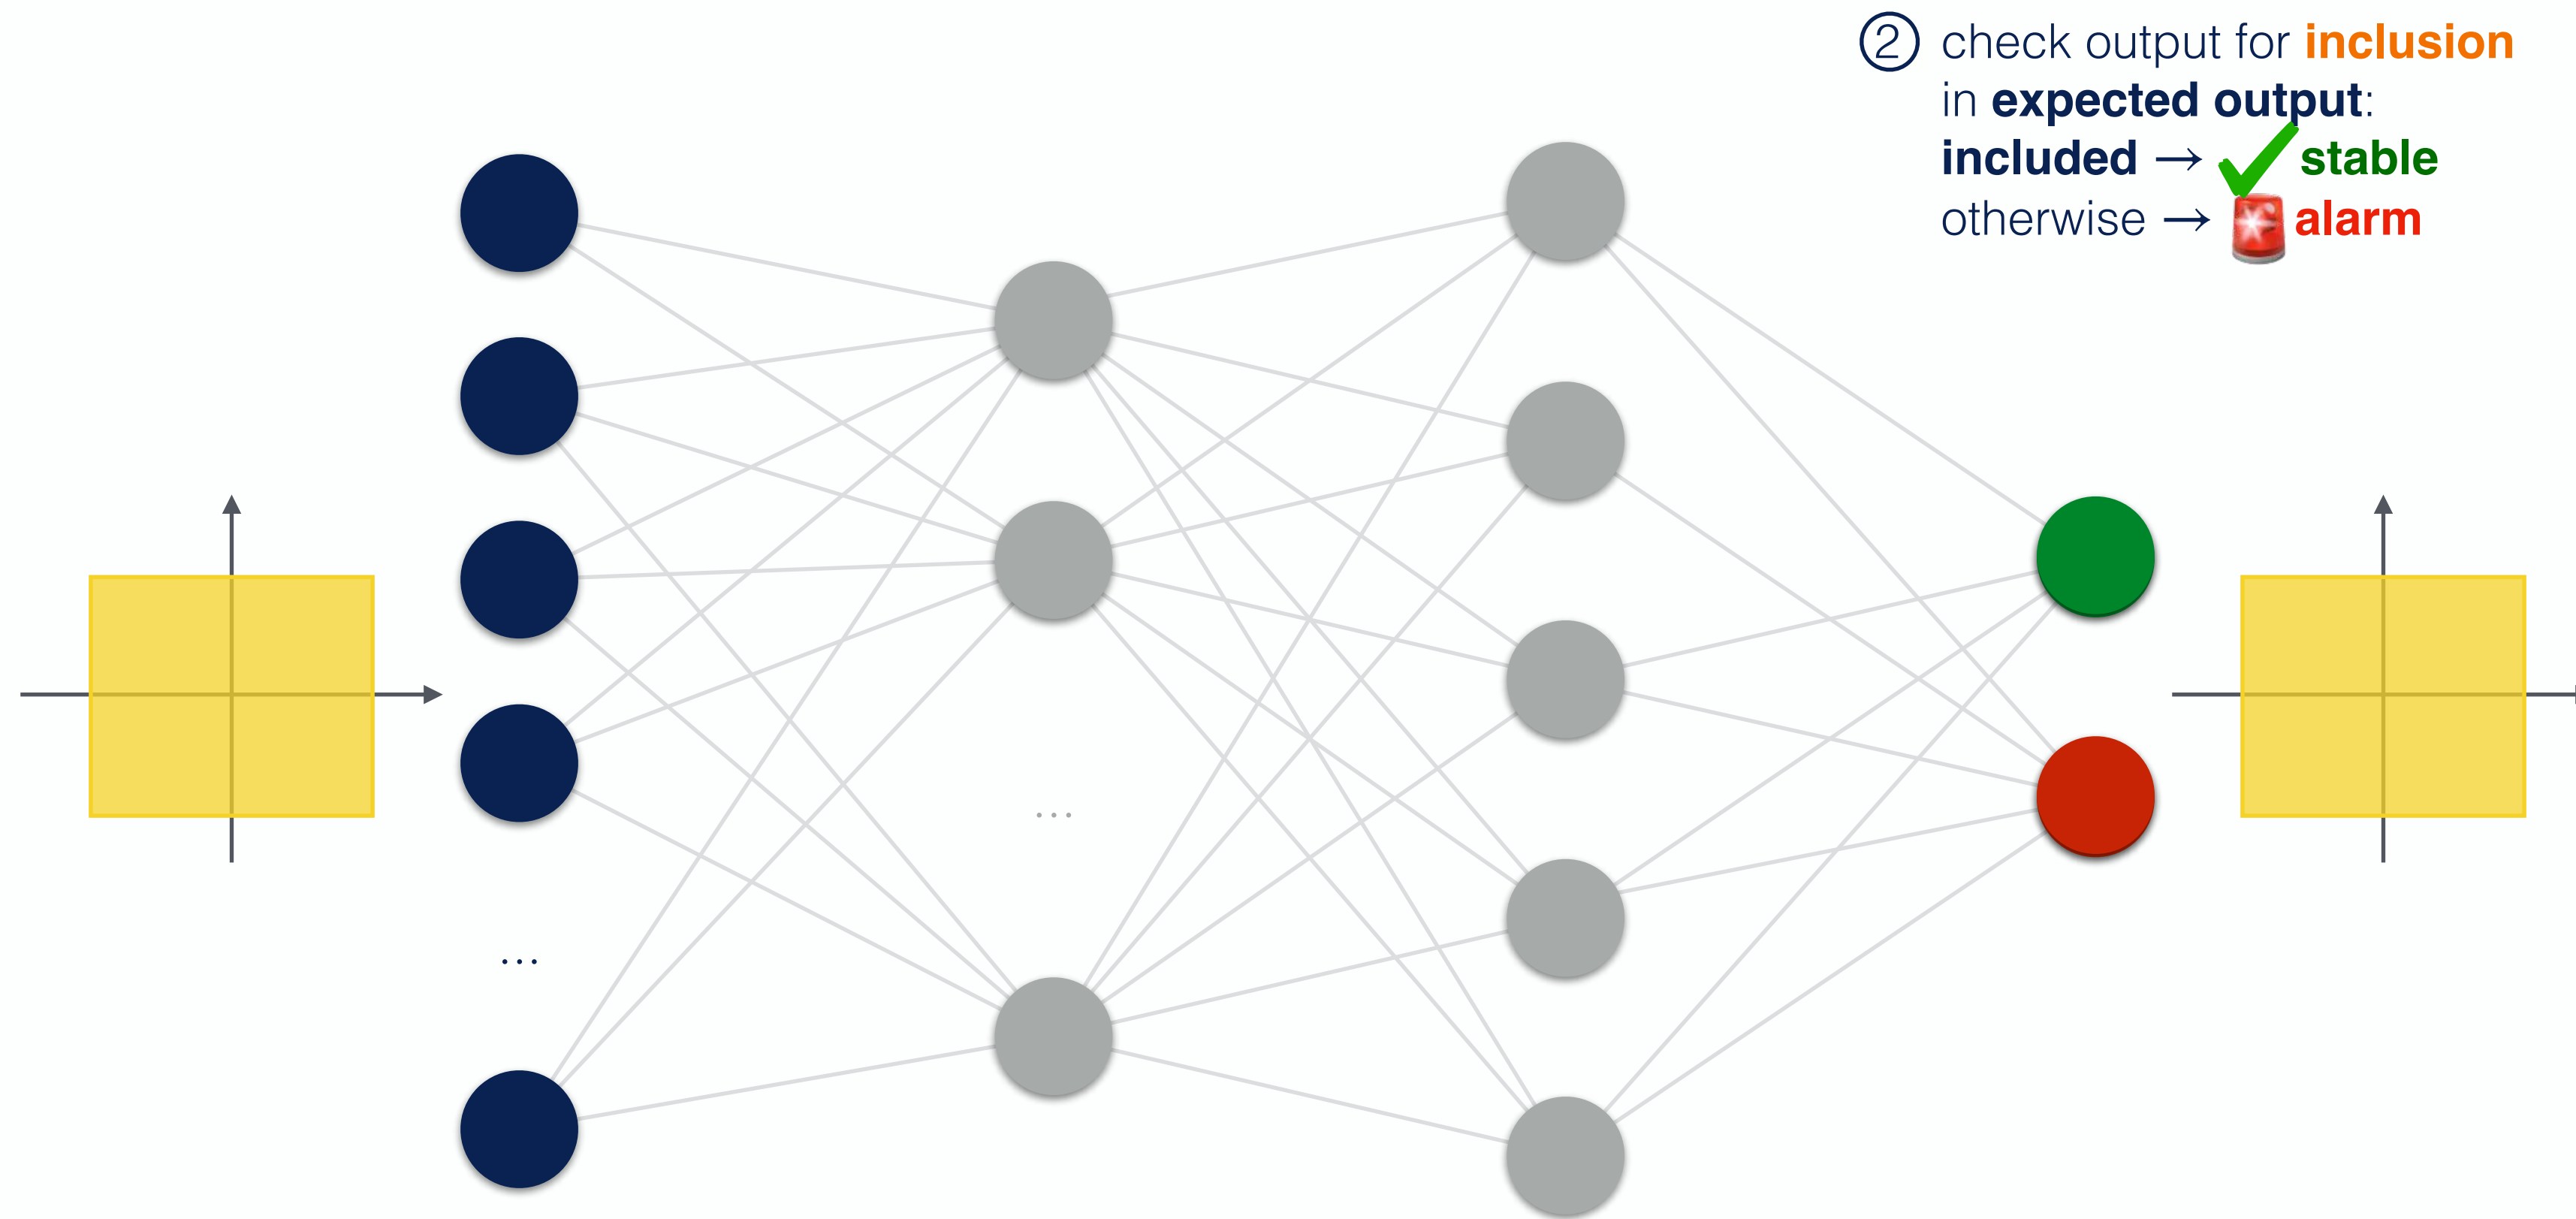 ② check output for inclusion
in expected output:
included → ✓ stable
otherwise → 🚨 alarm
...
...